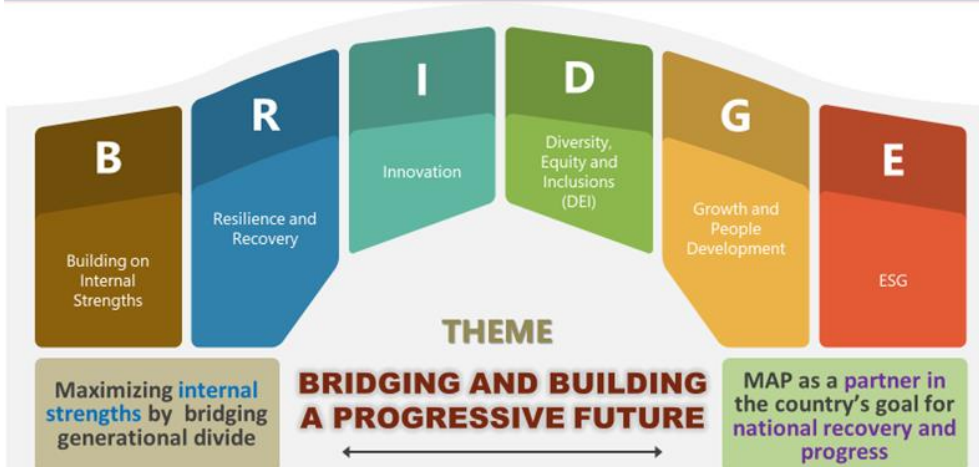 B
Building on
Internal
Strengths
R
Resilience and
Recovery
I
Innovation
D
Diversity,
Equity and
Inclusions
(DEI)
G
Growth and
People
Development
E
ESG
THEME
BRIDGING AND BUILDING
A PROGRESSIVE FUTURE
Maximizing internal
strengths by bridging
generational divide
MAP as a partner in
the country's goal for
national recovery and
progress